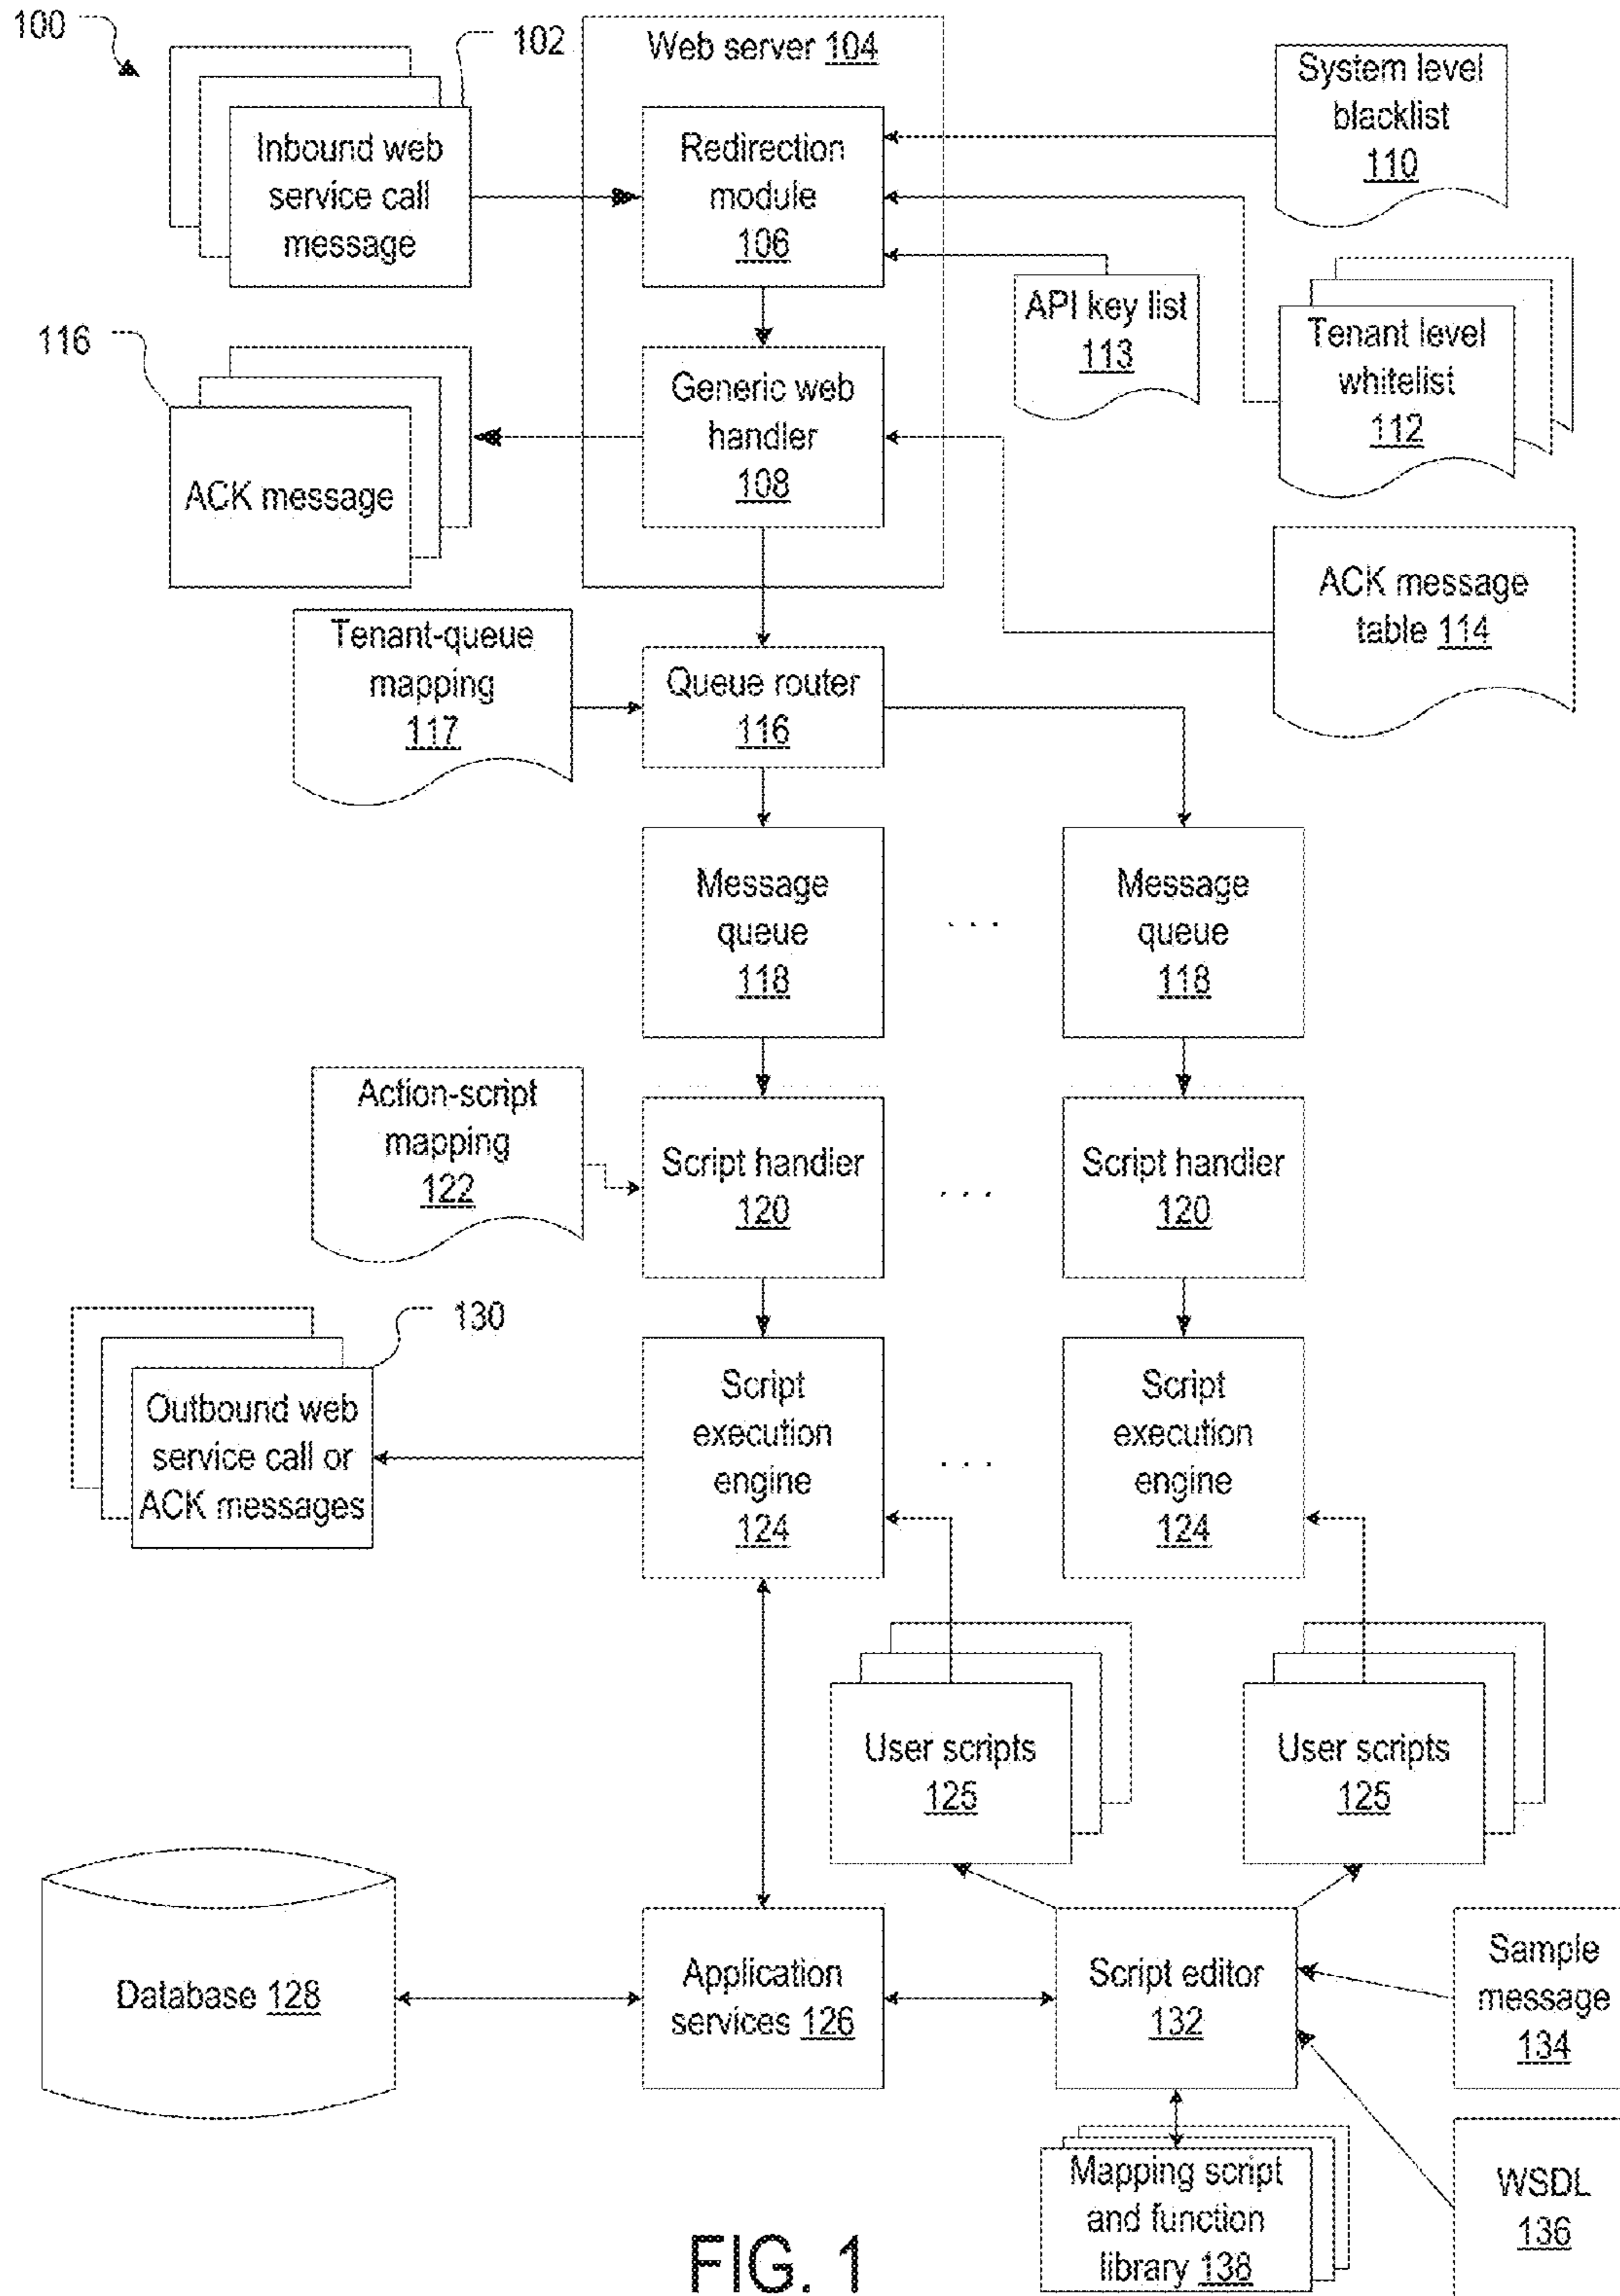 100
102
Inbound web
service call
message
Web server 104
Redirection
module
106
System level
blacklist
110
API key list
113
Tenant level
whitelist
112
116
ACK message
Generic web
handler
108
ACK message
table 114
Tenant-queue
mapping
117
Queue router
116
Message
queue
118
. . .
Message
queue
118
Action-script
mapping
122
Script handler
120
. . .
Script handler
120
130
Outbound web
service call or
ACK messages
Script
execution
engine
124
. . .
Script
execution
engine
124
User scripts
125
User scripts
125
Database 128
Application
services 126
Script editor
132
Sample
message
134
Mapping script
and function
library 138
WSDL
136
FIG. 1